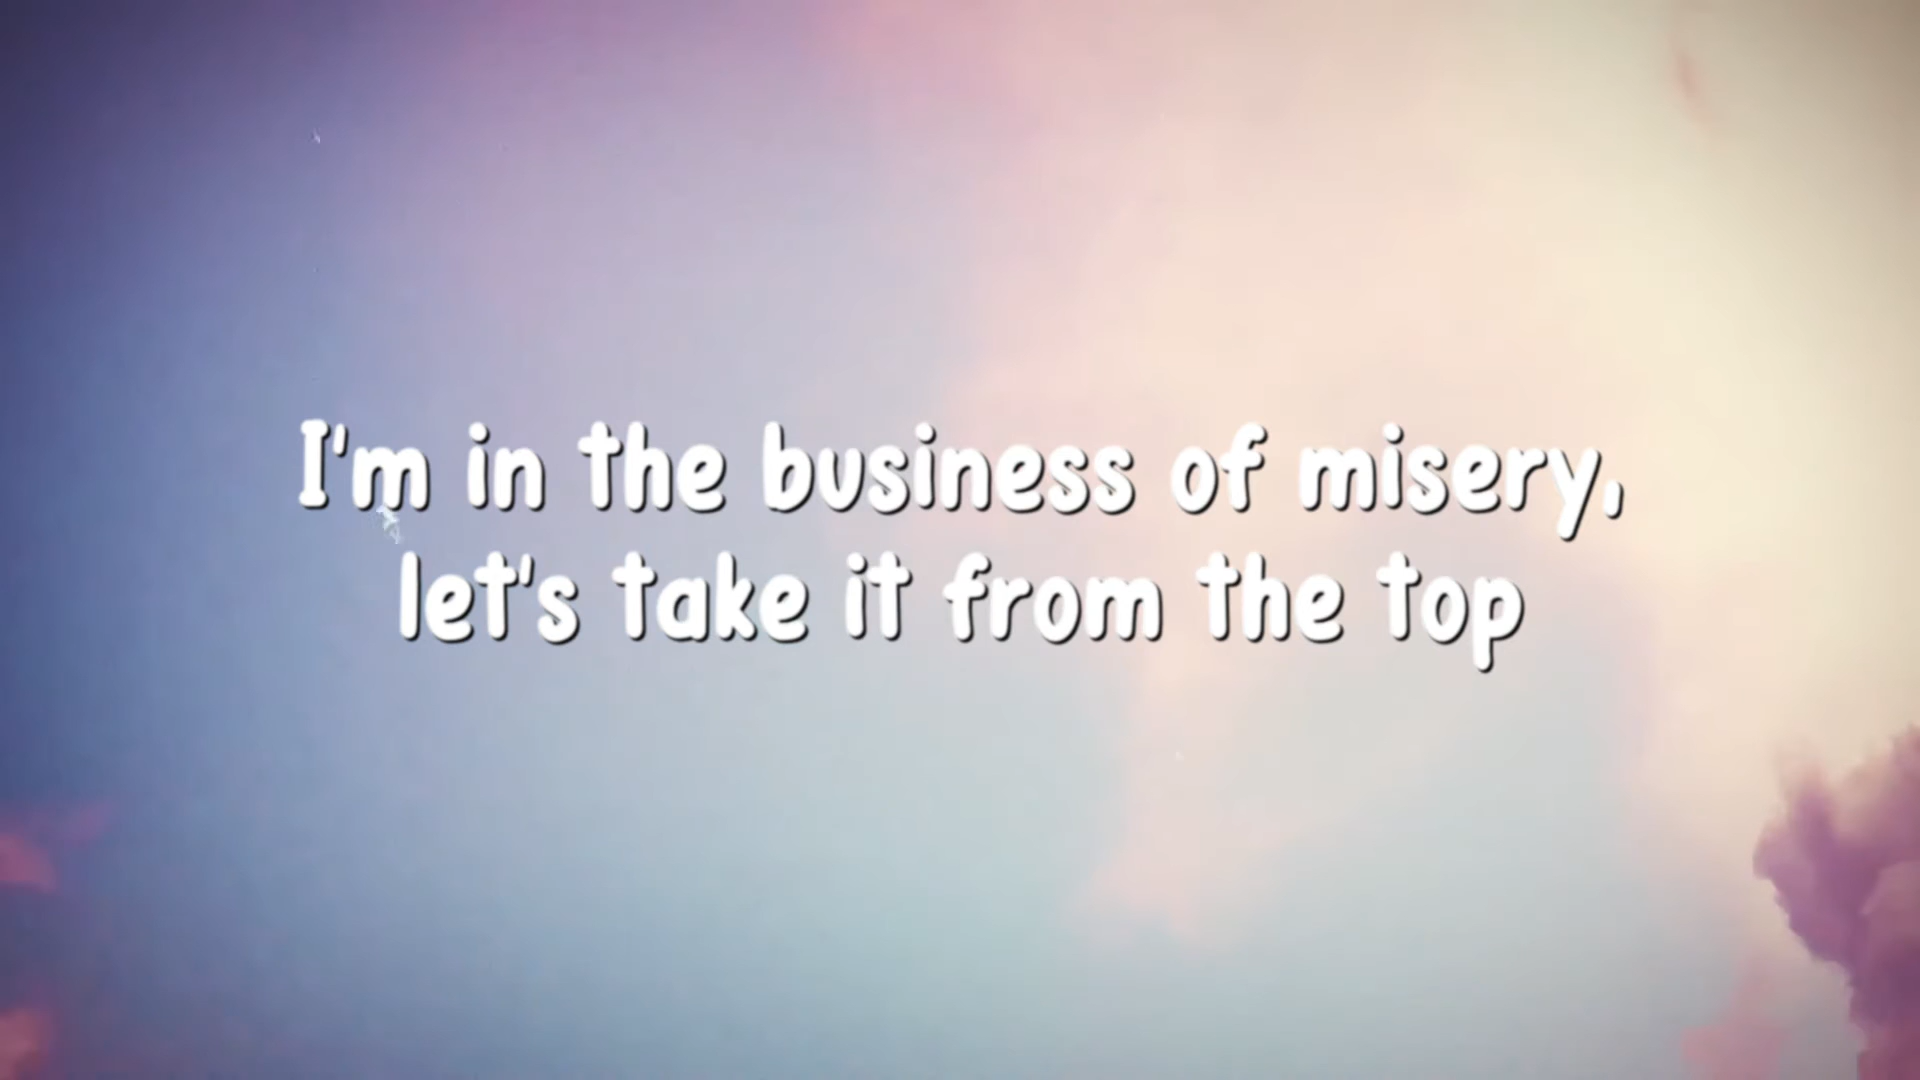 I'm in the business of misery,
let's take it from the top